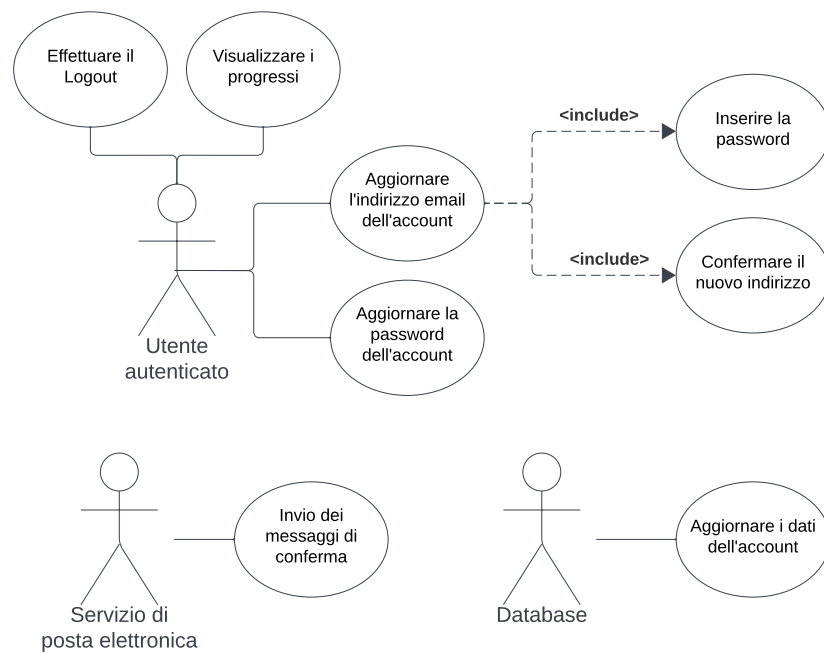 Effettuare il
Logout
Visualizzare i
progressi
<include>
Inserire la
password
Aggiornare
l'indirizzo email
dell'account
<include>
Confermare il
nuovo indirizzo
Aggiornare la
password
dell'account
Utente
autenticato
Invio dei
messaggi di
conferma
Aggiornare i dati
dell'account
Servizio di
posta elettronica
Database